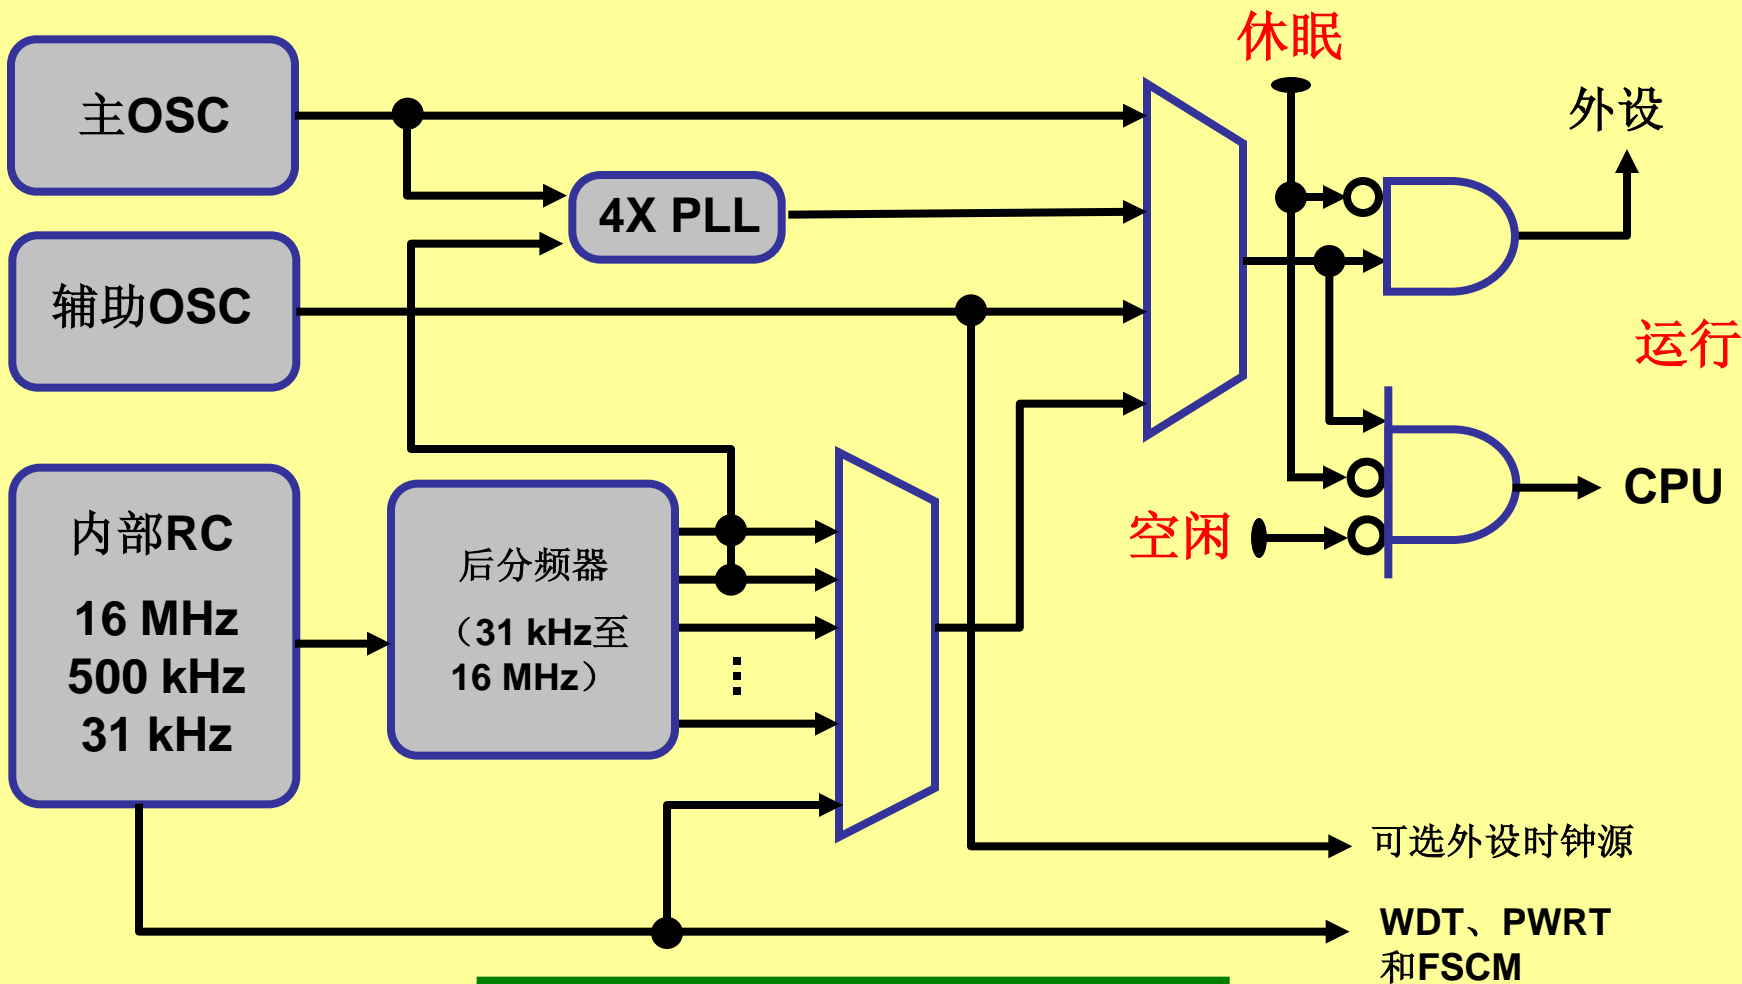 休眠
主OSC
外设
4X PLL
辅助OSC
运行
内部RC
16 MHz
500 kHz
31 kHz
后分频器
（31 kHz至
16 MHz）
CPU
空闲
可选外设时钟源
WDT、PWRT
和FSCM